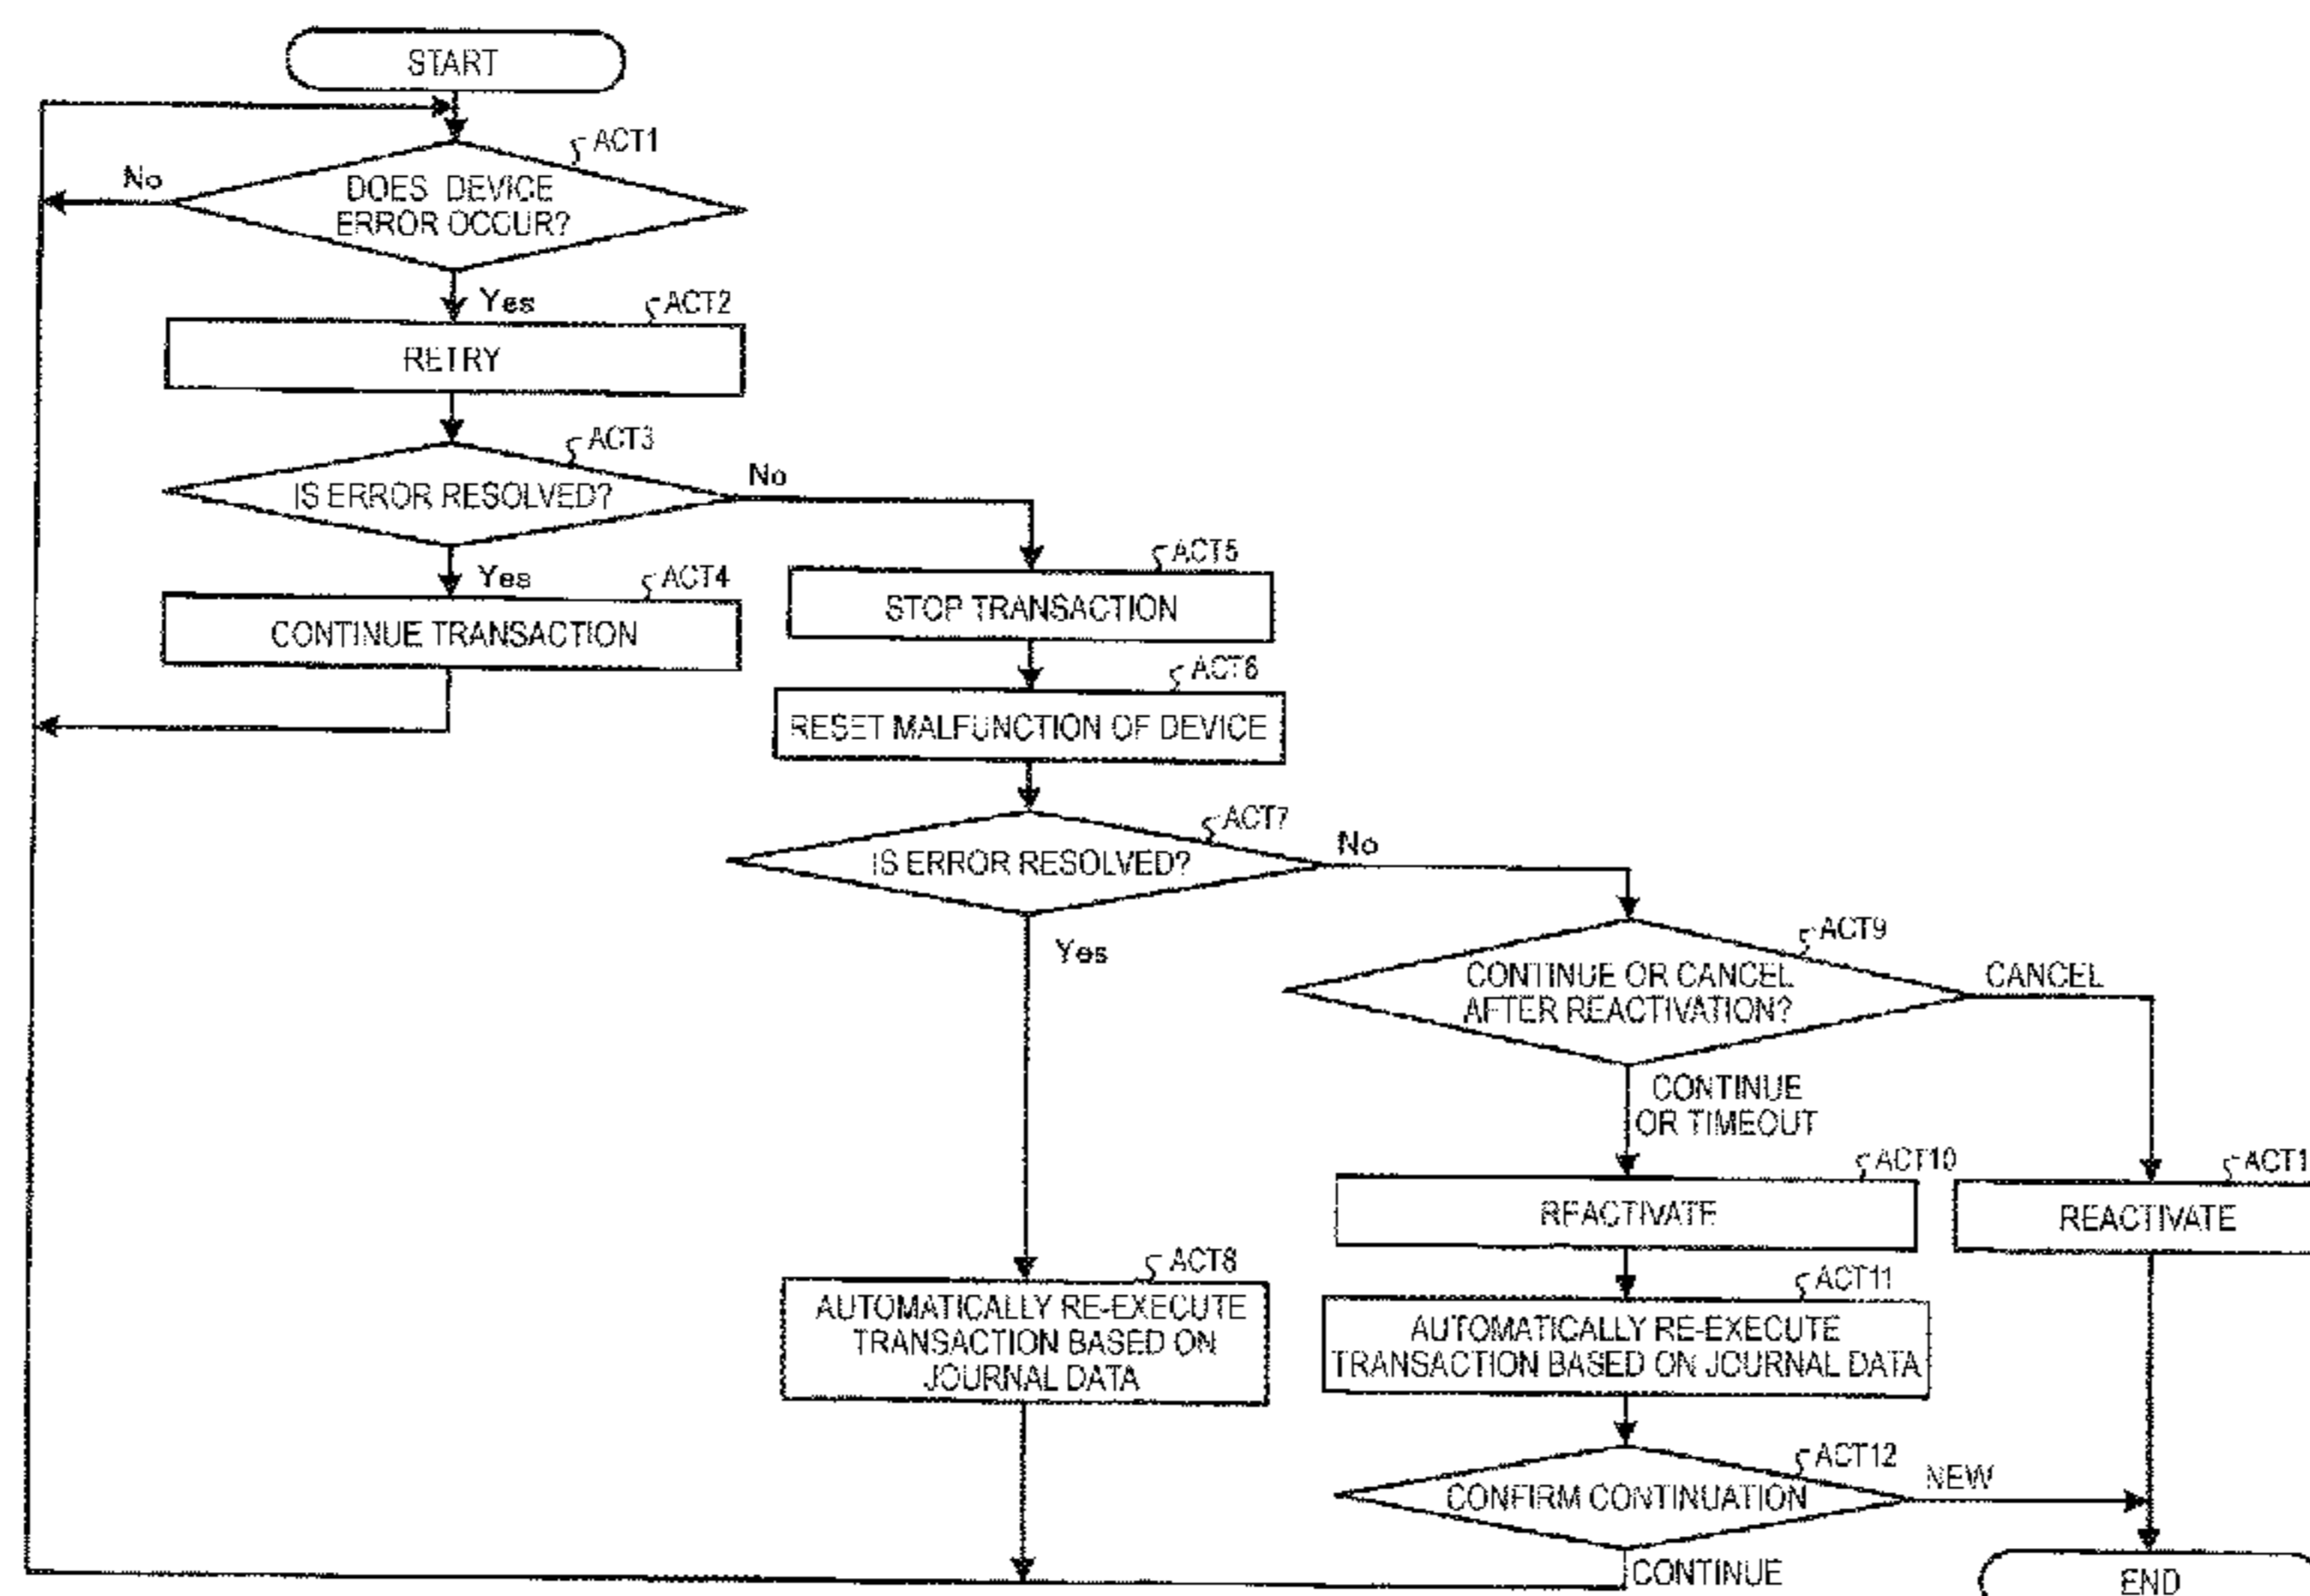 START
ACT1
No
DOES DEVICE
ERROR OCCUR?
Yes
ACT2
RETRY
ACT3
IS ERROR RESOLVED?
No
Yes
ACT4
CONTINUE TRANSACTION
ACT5
STOP TRANSACTION
ACT6
RESET MALFUNCTION OF DEVICE
ACT7
IS ERROR RESOLVED?
No
Yes
ACT9
CONTINUE OR CANCEL
AFTER REACTIVATION?
CANCEL
CONTINUE
OR TIMEOUT
ACT10
REACTIVATE
ACT1
REACTIVATE
ACT8
AUTOMATICALLY RE-EXECUTE
TRANSACTION BASED ON
JOURNAL DATA
ACT11
AUTOMATICALLY RE-EXECUTE
TRANSACTION BASED ON JOURNAL DATA
ACT12
CONFIRM CONTINUATION
NEW
CONTINUE
END